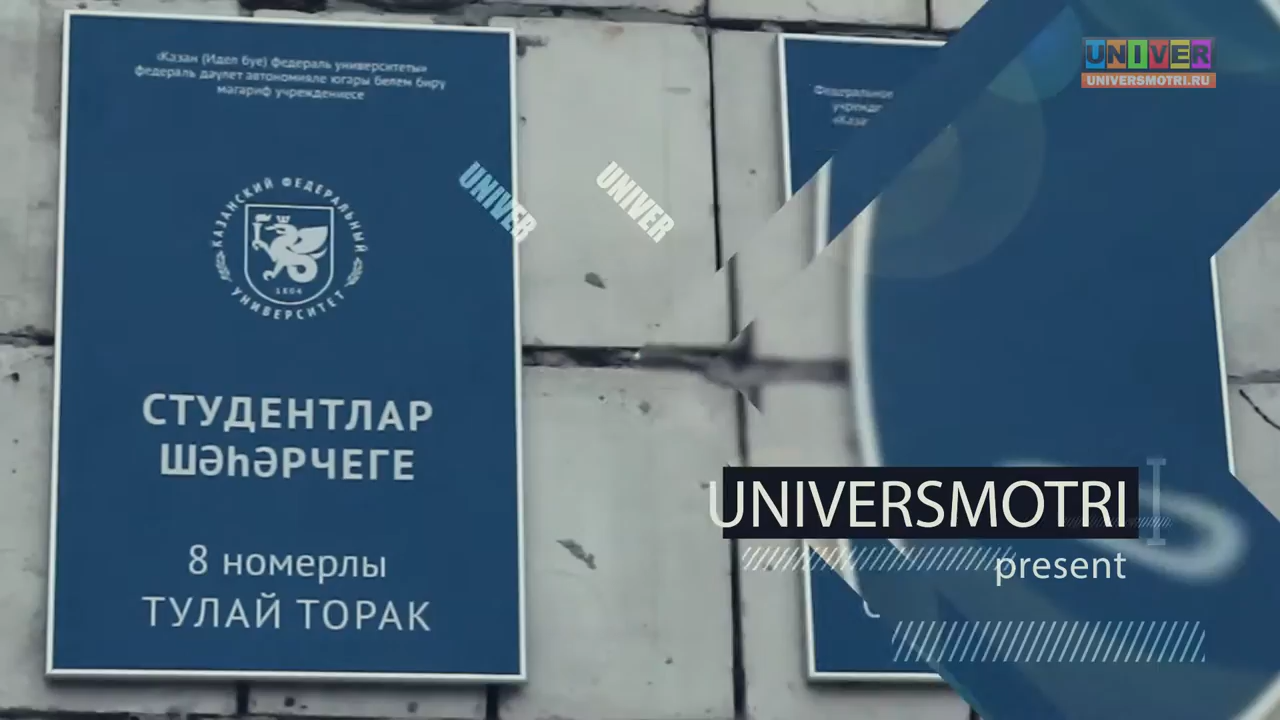 «Казан (Идел буе) федераль университеты»
федераль дәүләт автономияле югары белем бирү
мәгариф учреждениесе
КАЗАНСКИЙ ФЕДЕРАЛЬНЫЙ
УНИВЕРСИТЕТ
1804
СТУДЕНТЛАР
ШӘҺӘРЧЕГЕ
8 номерлы
ТУЛАЙ ТОРАК
UNIVER
UNIVER
Федеральное
UNIVER
UNIVERSMOTRI.RU
UNIVERSMOTRI
present